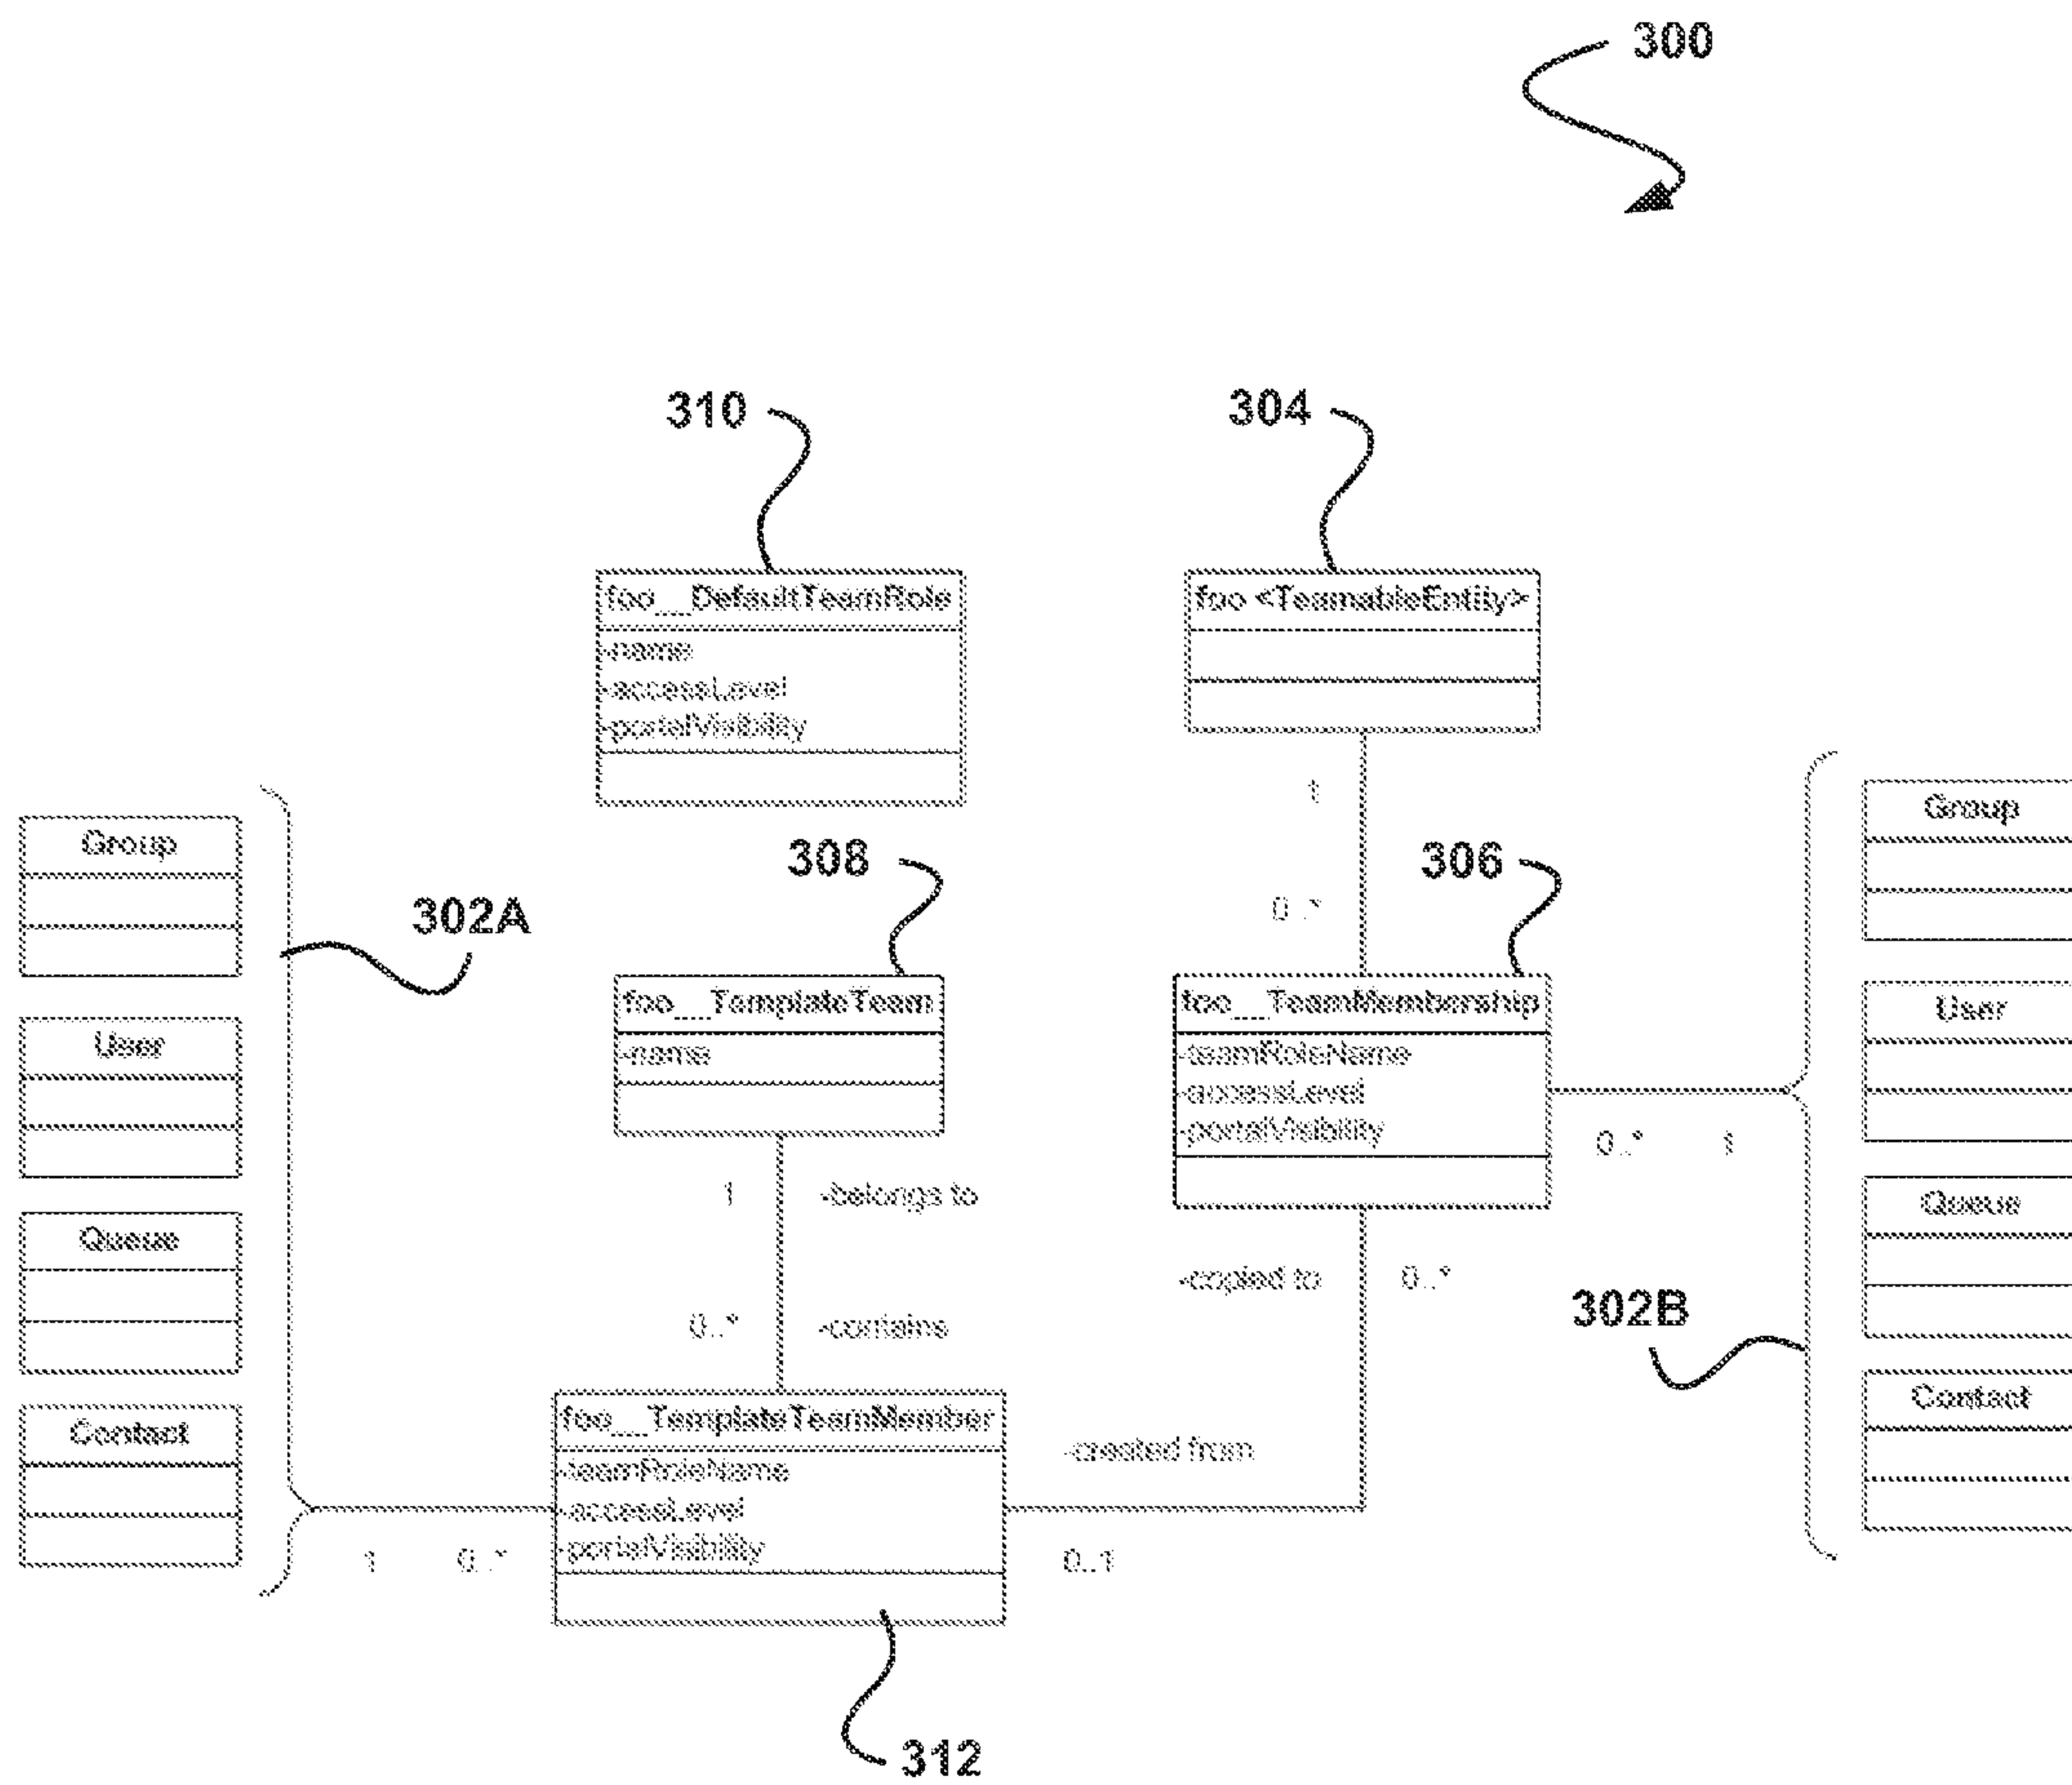 300
310
304
foo__DefaultTeamRole
-name
-accessLevel
-portalVisibility
foo <TeamableEntity>
1
0..*
Group
User
Queue
Contact
302A
308
foo__TemplateTeam
-name
1
-belongs to
0..*
-contains
306
foo__TeamMembership
-teamRoleName
-accessLevel
-portalVisibility
0..*
1
-copied to
0..*
Group
User
Queue
Contact
302B
foo__TemplateTeamMember
-teamRoleName
-accessLevel
-portalVisibility
1
0..*
-created from
0..1
312